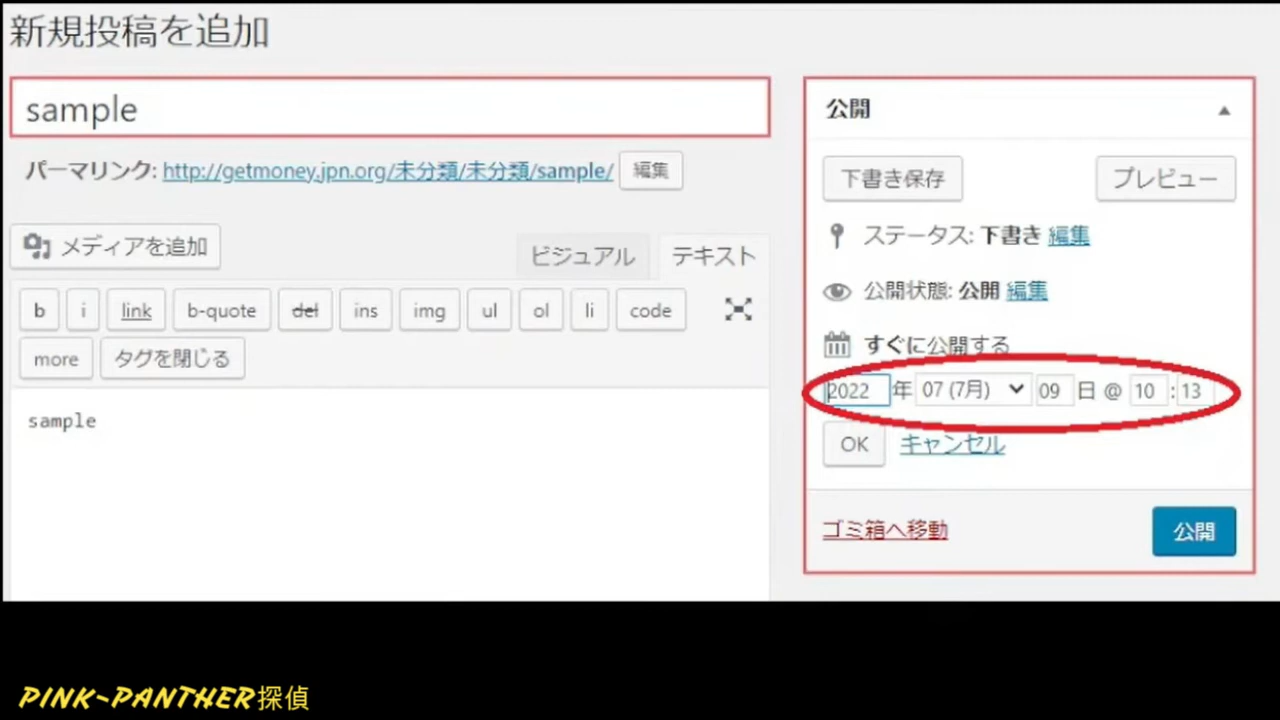 新規投稿を追加
sample
パーマリンク: http://getmoney.jpn.org/未分類/未分類/sample/ 編集
メディアを追加
ビジュアル テキスト
b i link b-quote del ins img ul ol li code
more タグを閉じる
sample
公開
下書き保存 プレビュー
ステータス: 下書き 編集
公開状態: 公開 編集
すぐに公開する
2022 年 07 (7月) 09 日 @ 10 : 13
OK キャンセル
ゴミ箱へ移動 公開
PINK-PANTHER探偵